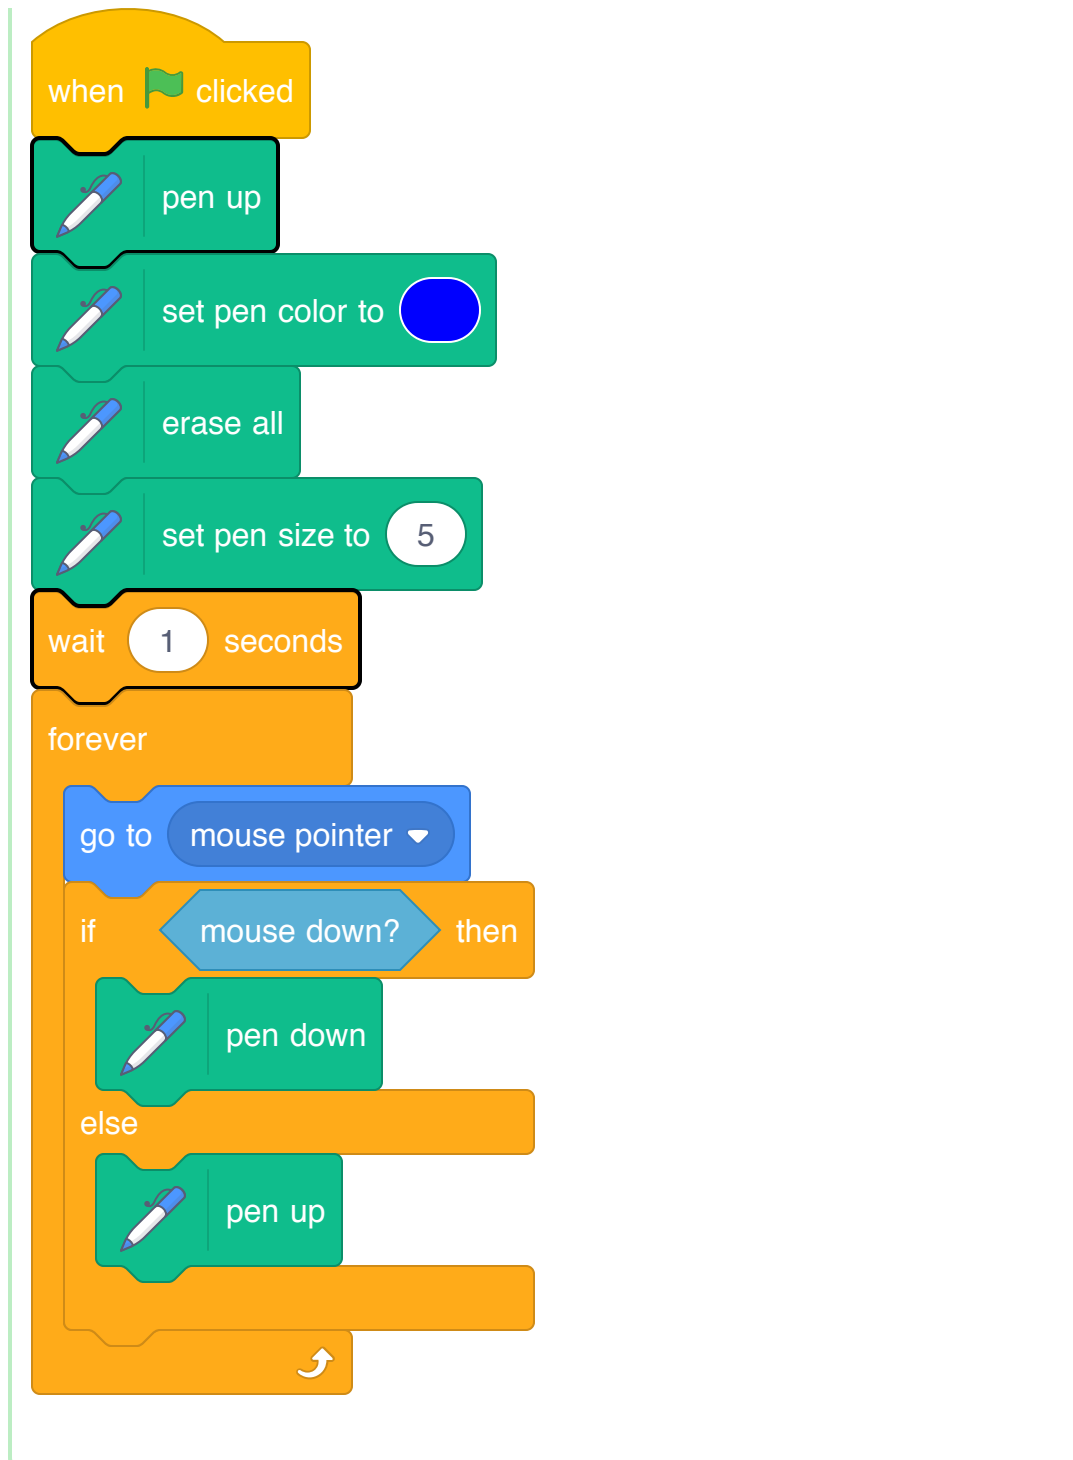 when clicked
pen up
set pen color to
erase all
set pen size to 5
wait 1 seconds
forever
go to mouse pointer
if mouse down? then
pen down
else
pen up